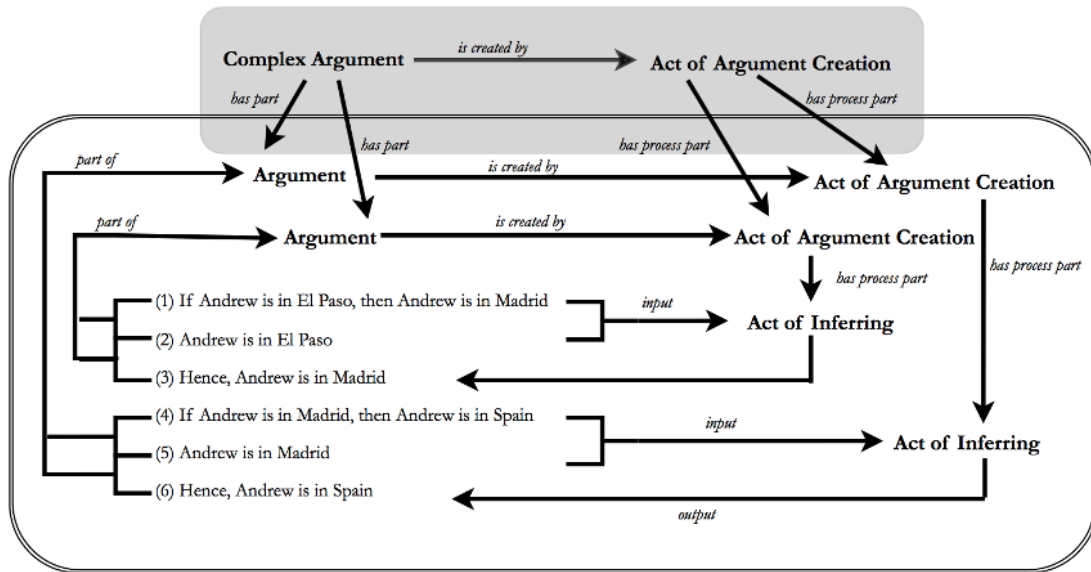 is created by
Complex Argument
Act of Argument Creation
has part
has process part
part of
has part
has process part
Argument
is created by
Act of Argument Creation
part of
is created by
Argument
Act of Argument Creation
has process part
has process part
(1) If Andrew is in El Paso, then Andrew is in Madrid
input
Act of Inferring
(2) Andrew is in El Paso
(3) Hence, Andrew is in Madrid
(4) If Andrew is in Madrid, then Andrew is in Spain
input
Act of Inferring
(5) Andrew is in Madrid
(6) Hence, Andrew is in Spain
output